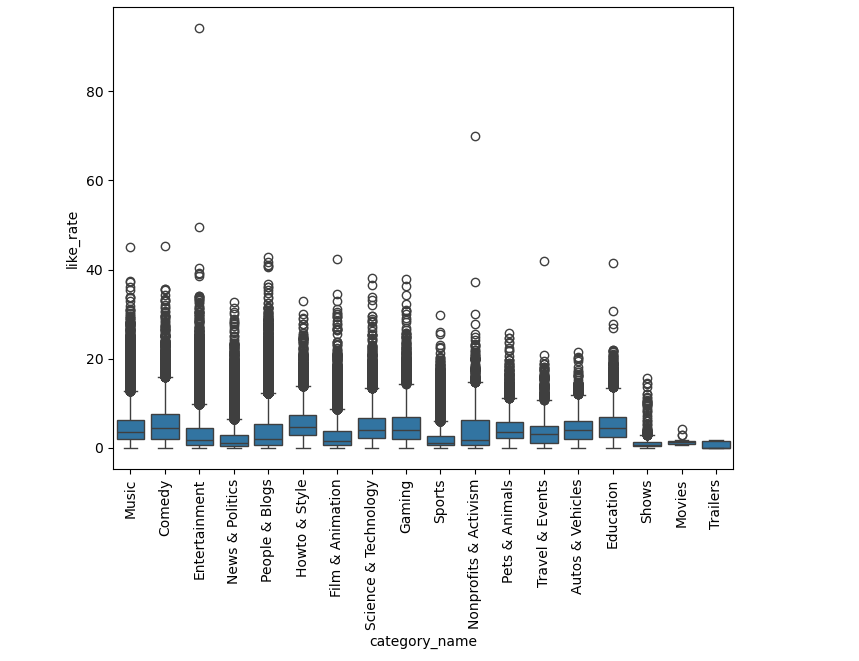 like_rate
80
60
40
20
0
Music
Comedy
Entertainment
News & Politics
People & Blogs
Howto & Style
Film & Animation
Science & Technology
Gaming
Sports
Nonprofits & Activism
Pets & Animals
Travel & Events
Autos & Vehicles
Education
Shows
Movies
Trailers
category_name